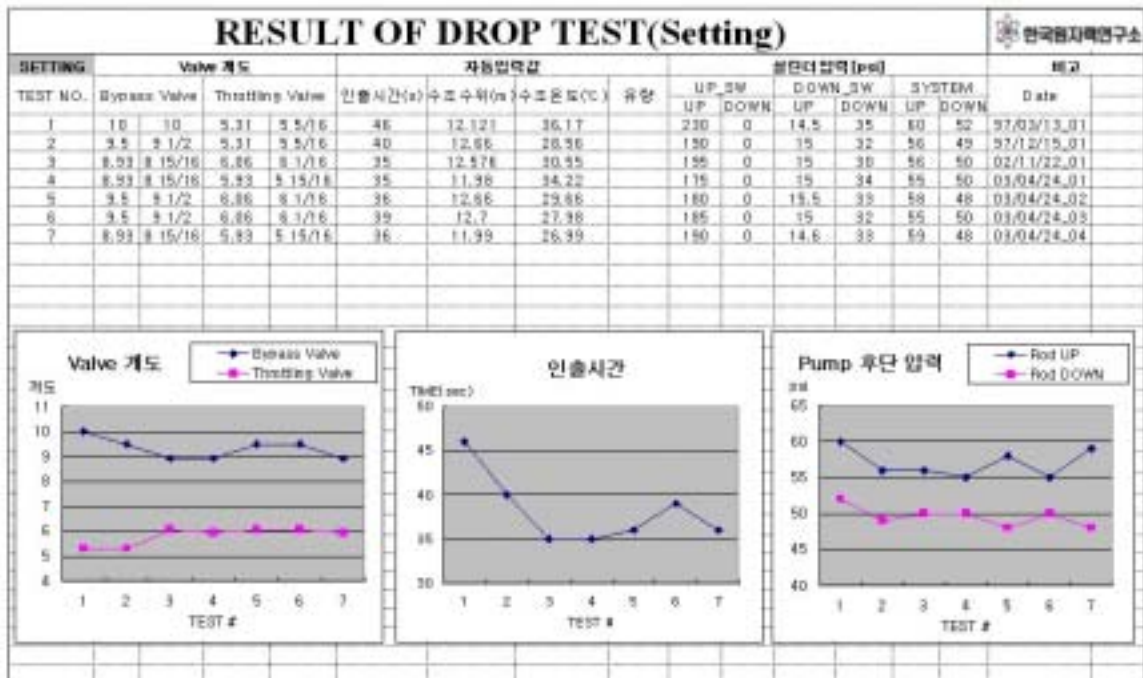 RESULT OF DROP TEST(Setting) 한국원자력연구소
SETTING Valve 개도 자동입력값 실린더 압력[psi] 비고
TEST NO. Bypass Valve Throttling Valve 인출시간(s) 수조수위(m) 수조온도(℃) 유량 UP_SW DOWN_SW SYSTEM Date
UP DOWN UP DOWN UP DOWN
1 10 10 5.31 5 5/16 46 12.121 36.17 230 0 14.5 35 60 52 97/03/13_01
2 9.5 9 1/2 5.31 5 5/16 40 12.66 28.56 190 0 15 32 56 49 97/12/15_01
3 8.93 8 15/16 6.06 6 1/16 35 12.576 30.55 195 0 15 30 56 50 02/11/22_01
4 8.93 8 15/16 5.93 5 15/16 35 11.98 34.22 175 0 15 34 55 50 03/04/24_01
5 9.5 9 1/2 6.06 6 1/16 36 12.66 29.66 180 0 15.5 33 58 48 03/04/24_02
6 9.5 9 1/2 6.06 6 1/16 39 12.7 27.98 185 0 15 32 55 50 03/04/24_03
7 8.93 8 15/16 5.93 5 15/16 36 11.99 26.99 190 0 14.6 33 59 48 03/04/24_04
Valve 개도
Bypass Valve
Throttling Valve
개도
11
10
9
8
7
6
5
4
1 2 3 4 5 6 7
TEST #
인출시간
TIME(sec)
50
45
40
35
30
1 2 3 4 5 6 7
TEST #
Pump 후단 압력
Rod UP
Rod DOWN
psi
65
60
55
50
45
40
1 2 3 4 5 6 7
TEST #